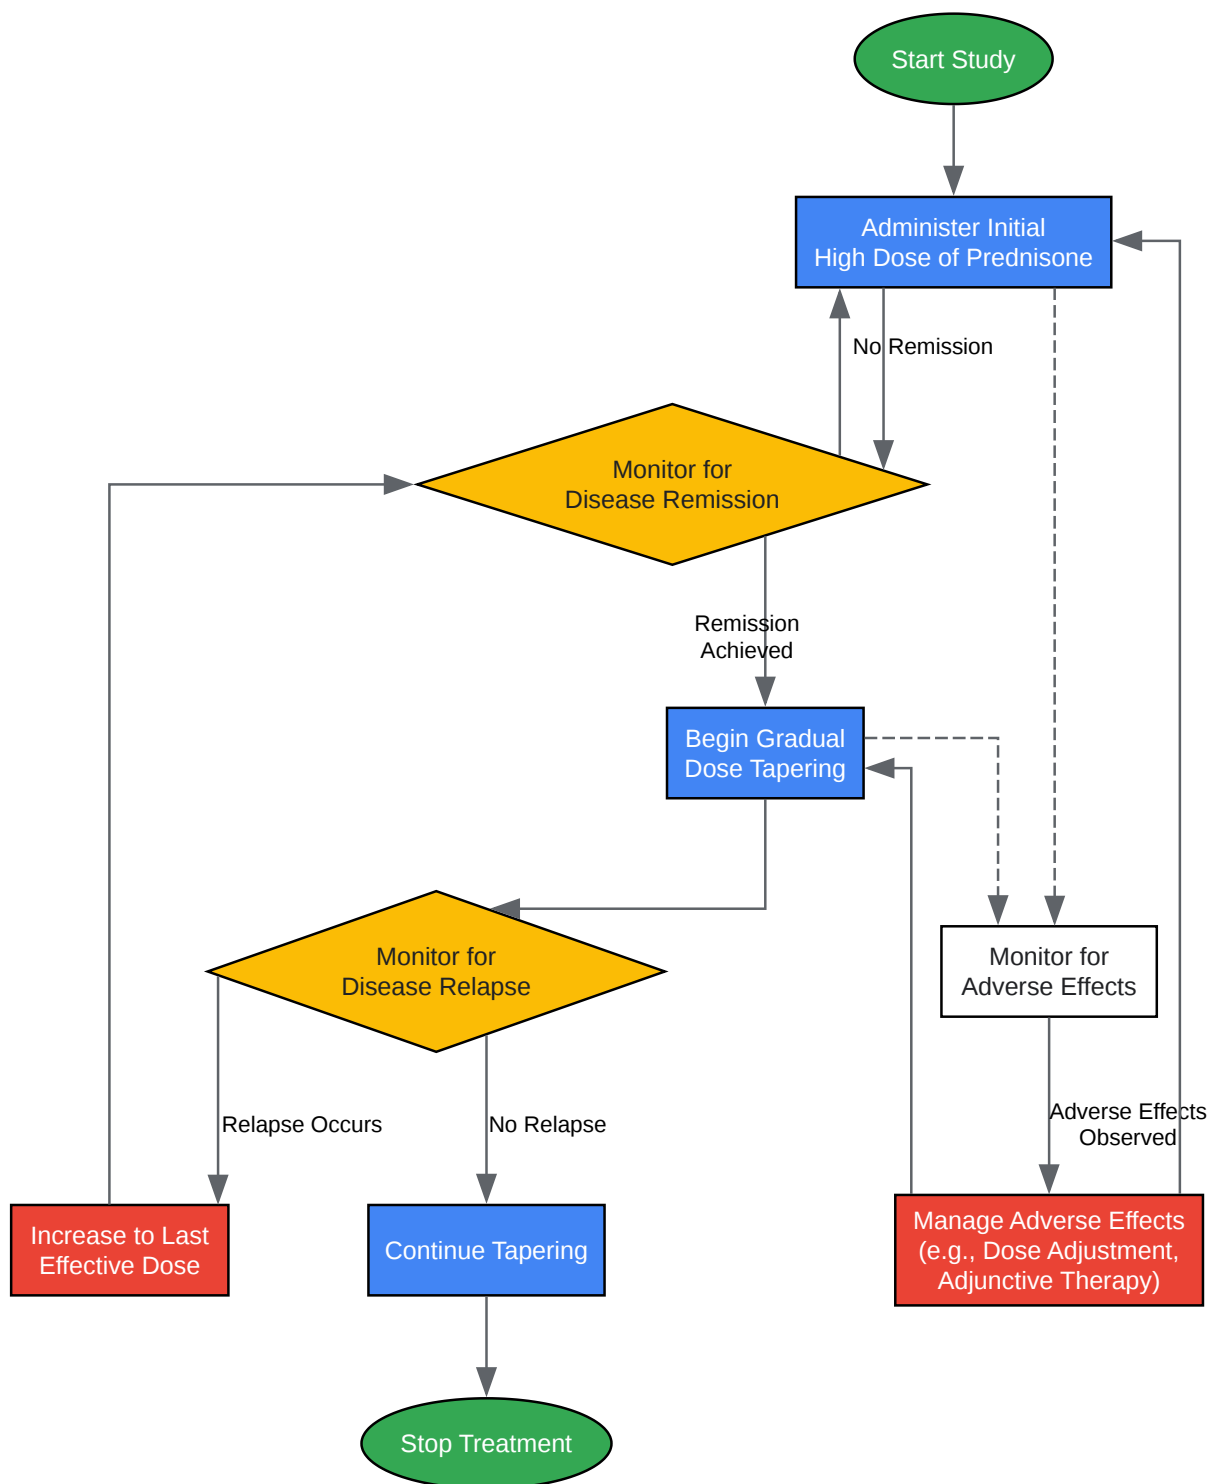 Start Study
Administer Initial
High Dose of Prednisone
No Remission
Monitor for
Disease Remission
Remission
Achieved
Begin Gradual
Dose Tapering
Monitor for
Disease Relapse
Monitor for
Adverse Effects
Relapse Occurs
No Relapse
Adverse Effects
Observed
Increase to Last
Effective Dose
Continue Tapering
Manage Adverse Effects
(e.g., Dose Adjustment,
Adjunctive Therapy)
Stop Treatment